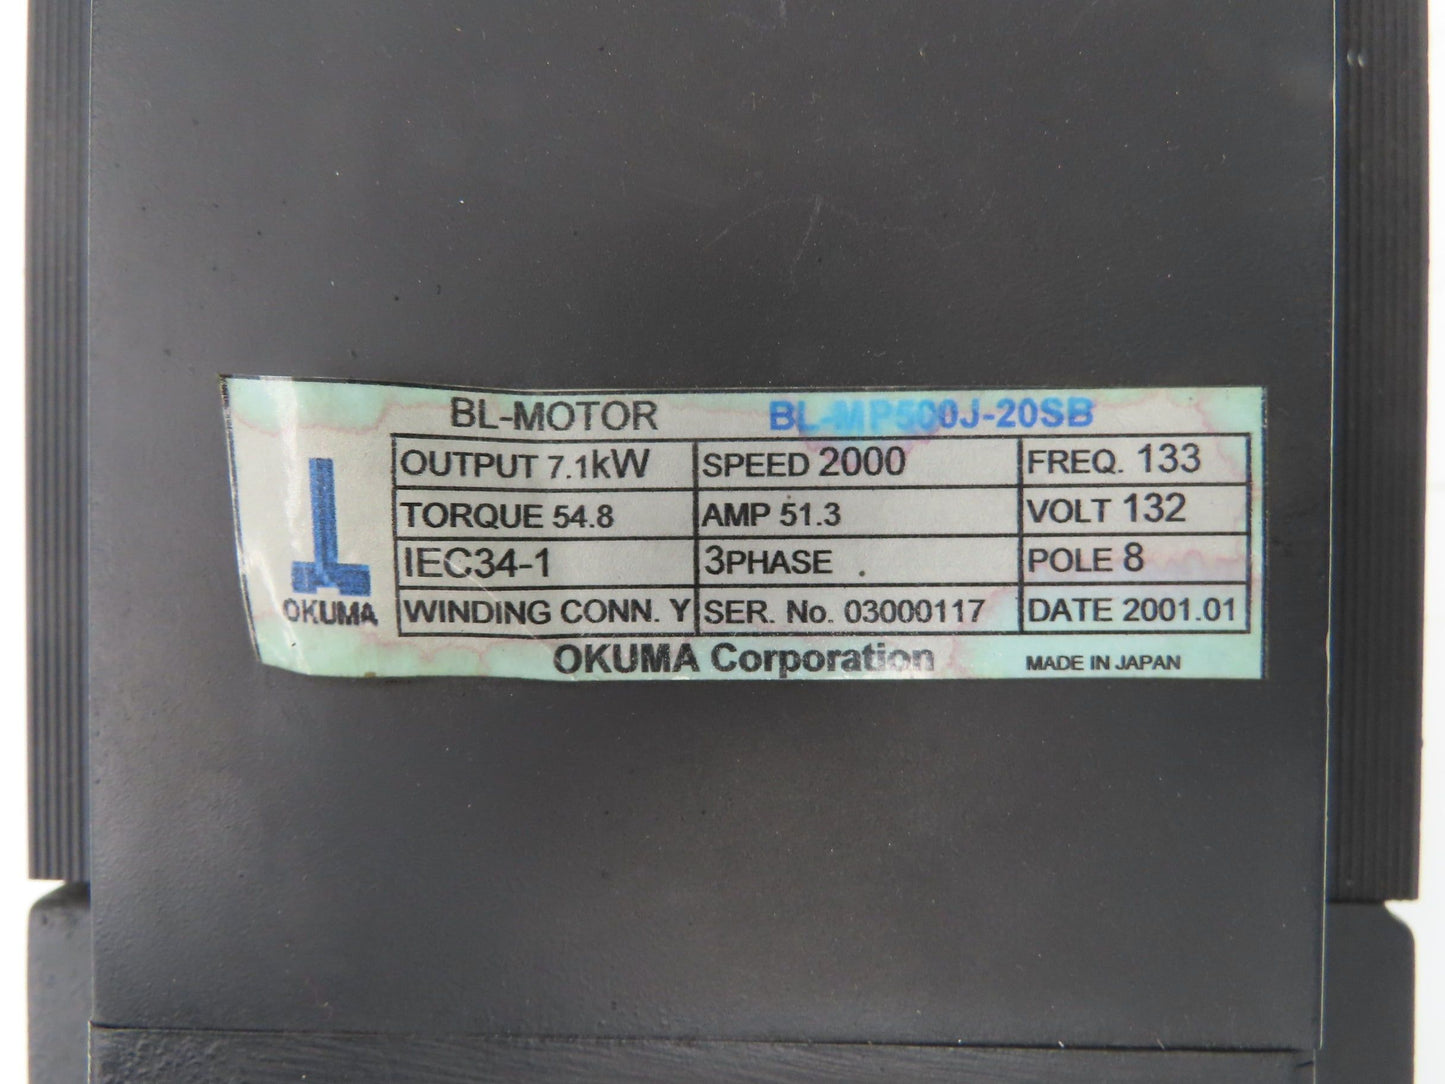 BL-MOTOR BL-MP500J-20SB
OUTPUT 7.1kW SPEED 2000 FREQ. 133
TORQUE 54.8 AMP 51.3 VOLT 132
IEC34-1 3PHASE POLE 8
WINDING CONN. Y SER. No. 03000117 DATE 2001.01
OKUMA
OKUMA Corporation MADE IN JAPAN